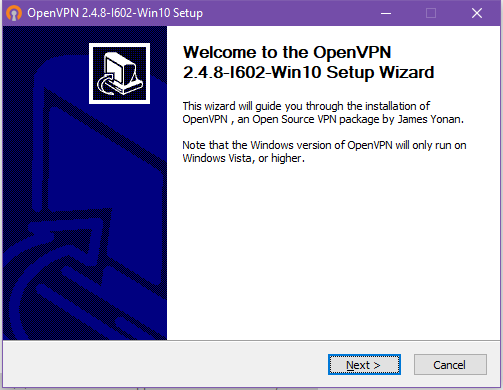 OpenVPN 2.4.8-I602-Win10 Setup
Welcome to the OpenVPN
2.4.8-I602-Win10 Setup Wizard
This wizard will guide you through the installation of
OpenVPN , an Open Source VPN package by James Yonan.
Note that the Windows version of OpenVPN will only run on
Windows Vista, or higher.
Next >
Cancel